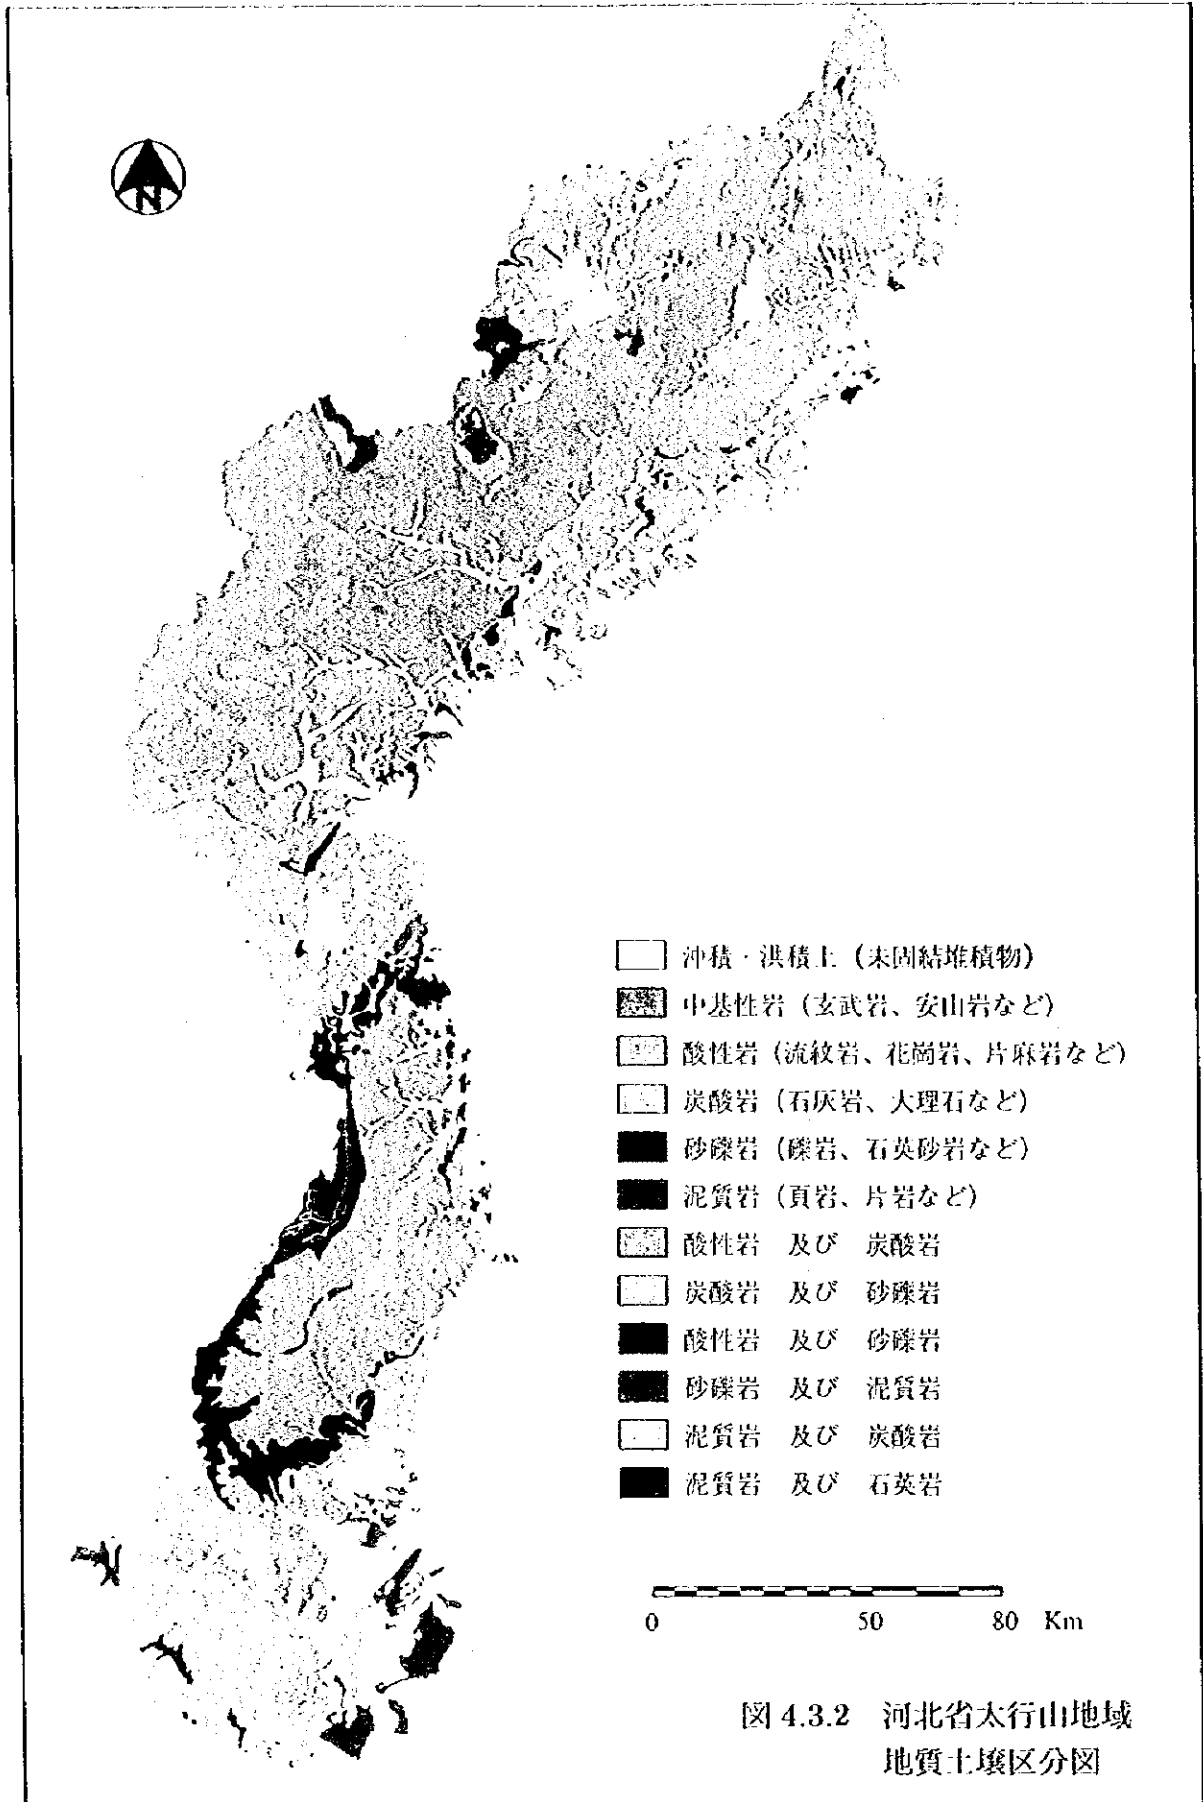 N
沖積・洪積土（未固結堆積物）
中基性岩（玄武岩、安山岩など）
酸性岩（流紋岩、花崗岩、片麻岩など）
炭酸岩（石灰岩、大理石など）
砂礫岩（礫岩、石英砂岩など）
泥質岩（頁岩、片岩など）
酸性岩 及び 炭酸岩
炭酸岩 及び 砂礫岩
酸性岩 及び 砂礫岩
砂礫岩 及び 泥質岩
泥質岩 及び 炭酸岩
泥質岩 及び 石英岩
0 50 80 Km
図 4.3.2 河北省太行山地域
地質土壌区分図